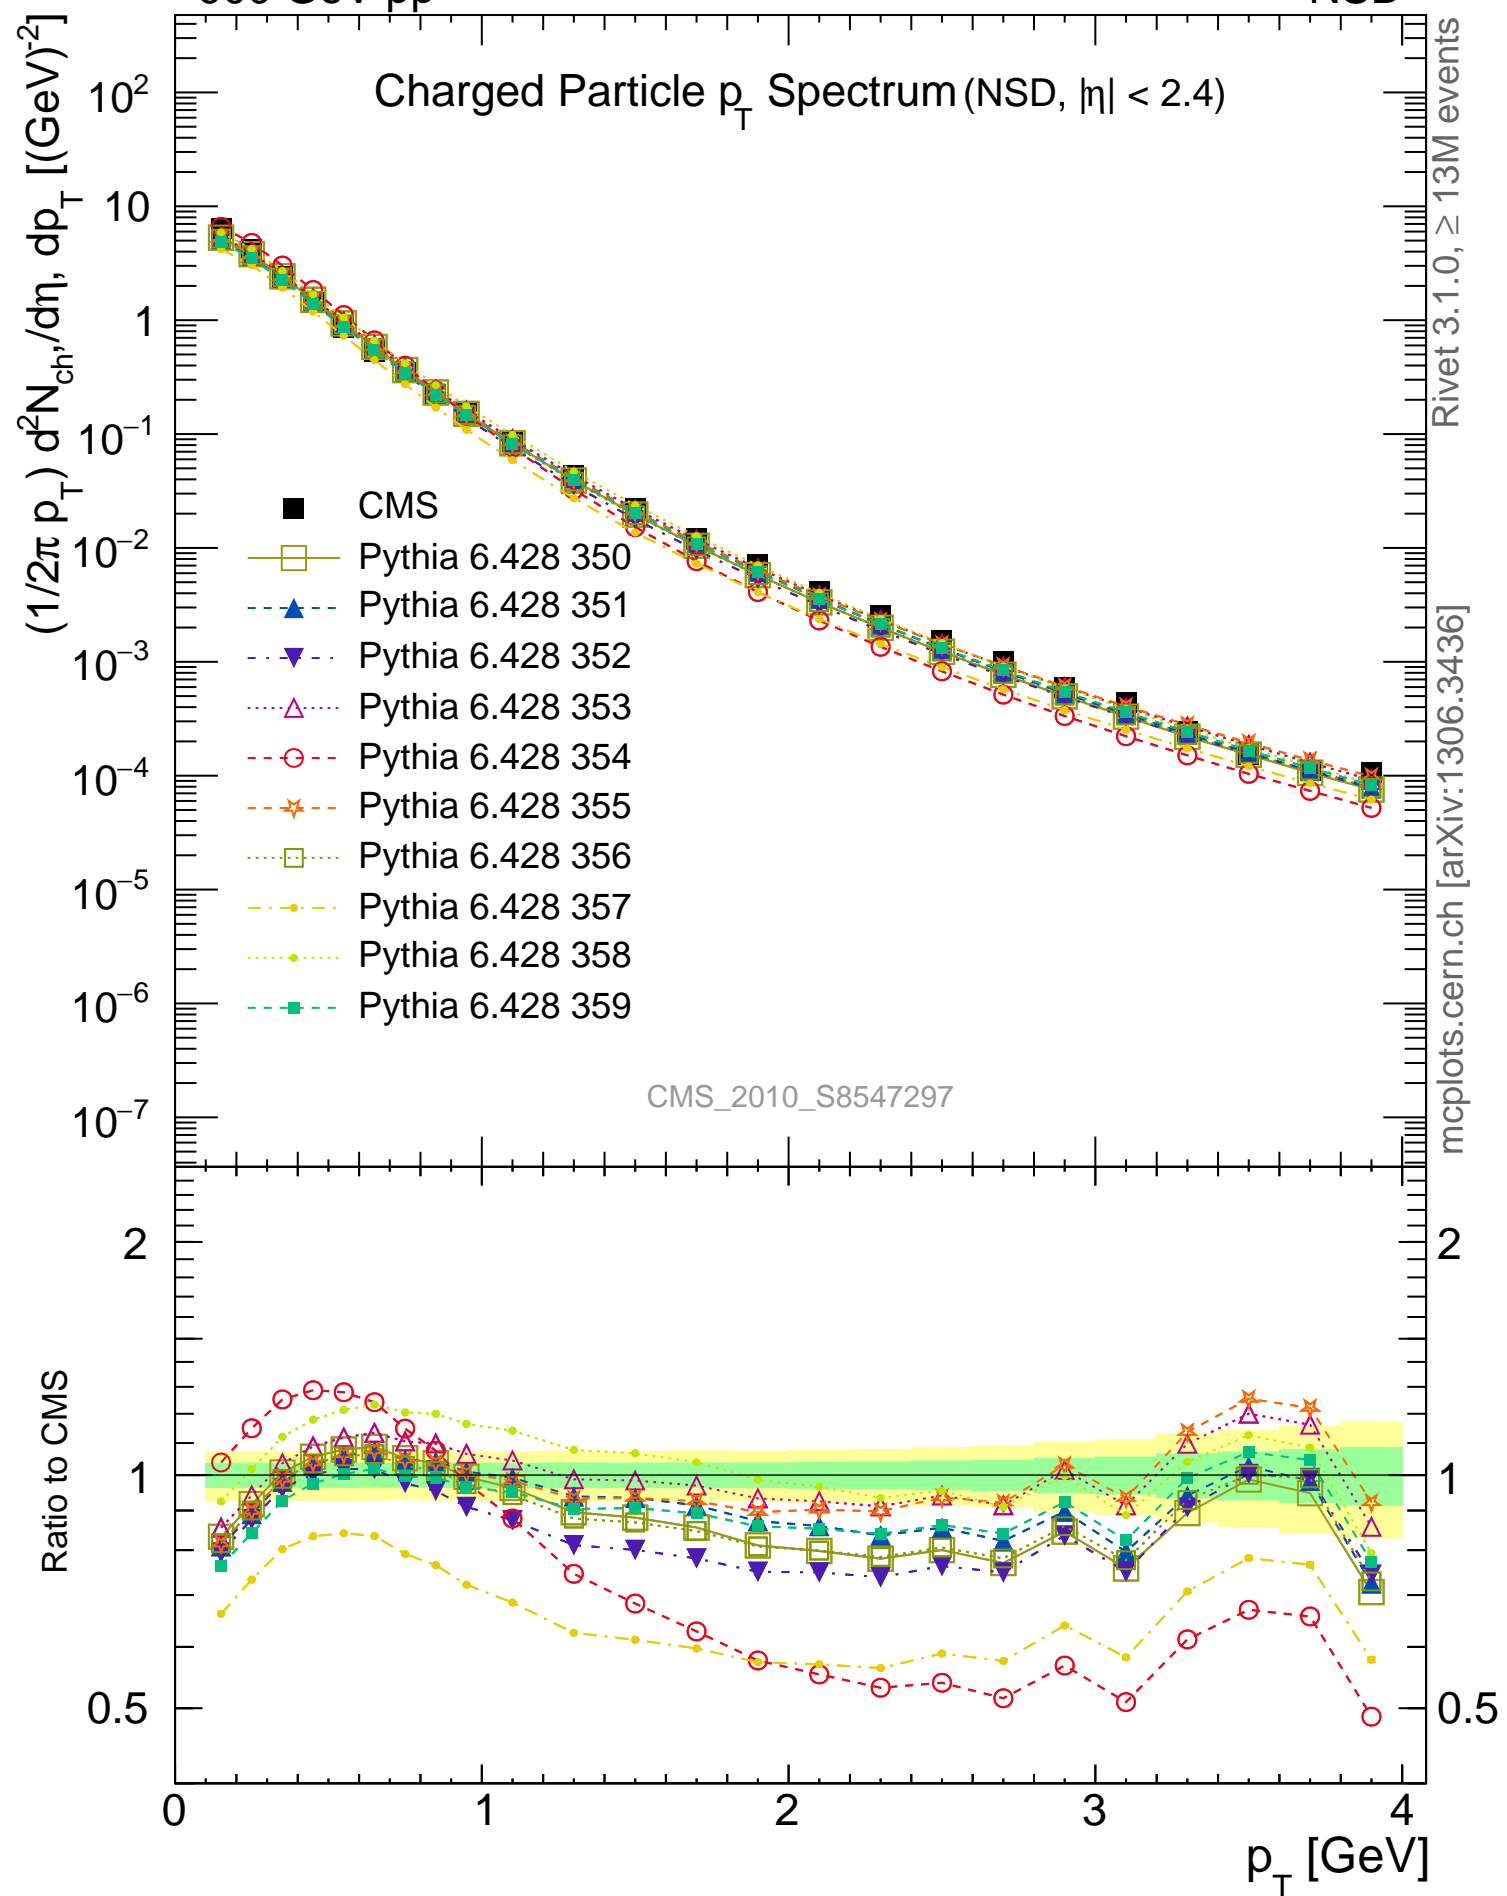 Charged Particle p_T Spectrum (NSD, |η| < 2.4)
(1/2π p_T) d²N_ch,/dη, dp_T [(GeV)⁻²]
10²
10
1
10⁻¹
10⁻²
10⁻³
10⁻⁴
10⁻⁵
10⁻⁶
10⁻⁷
CMS
Pythia 6.428 350
Pythia 6.428 351
Pythia 6.428 352
Pythia 6.428 353
Pythia 6.428 354
Pythia 6.428 355
Pythia 6.428 356
Pythia 6.428 357
Pythia 6.428 358
Pythia 6.428 359
CMS_2010_S8547297
Rivet 3.1.0, ≥ 13M events
mcplots.cern.ch [arXiv:1306.3436]
Ratio to CMS
2
1
0.5
2
1
0.5
0
1
2
3
4
p_T [GeV]